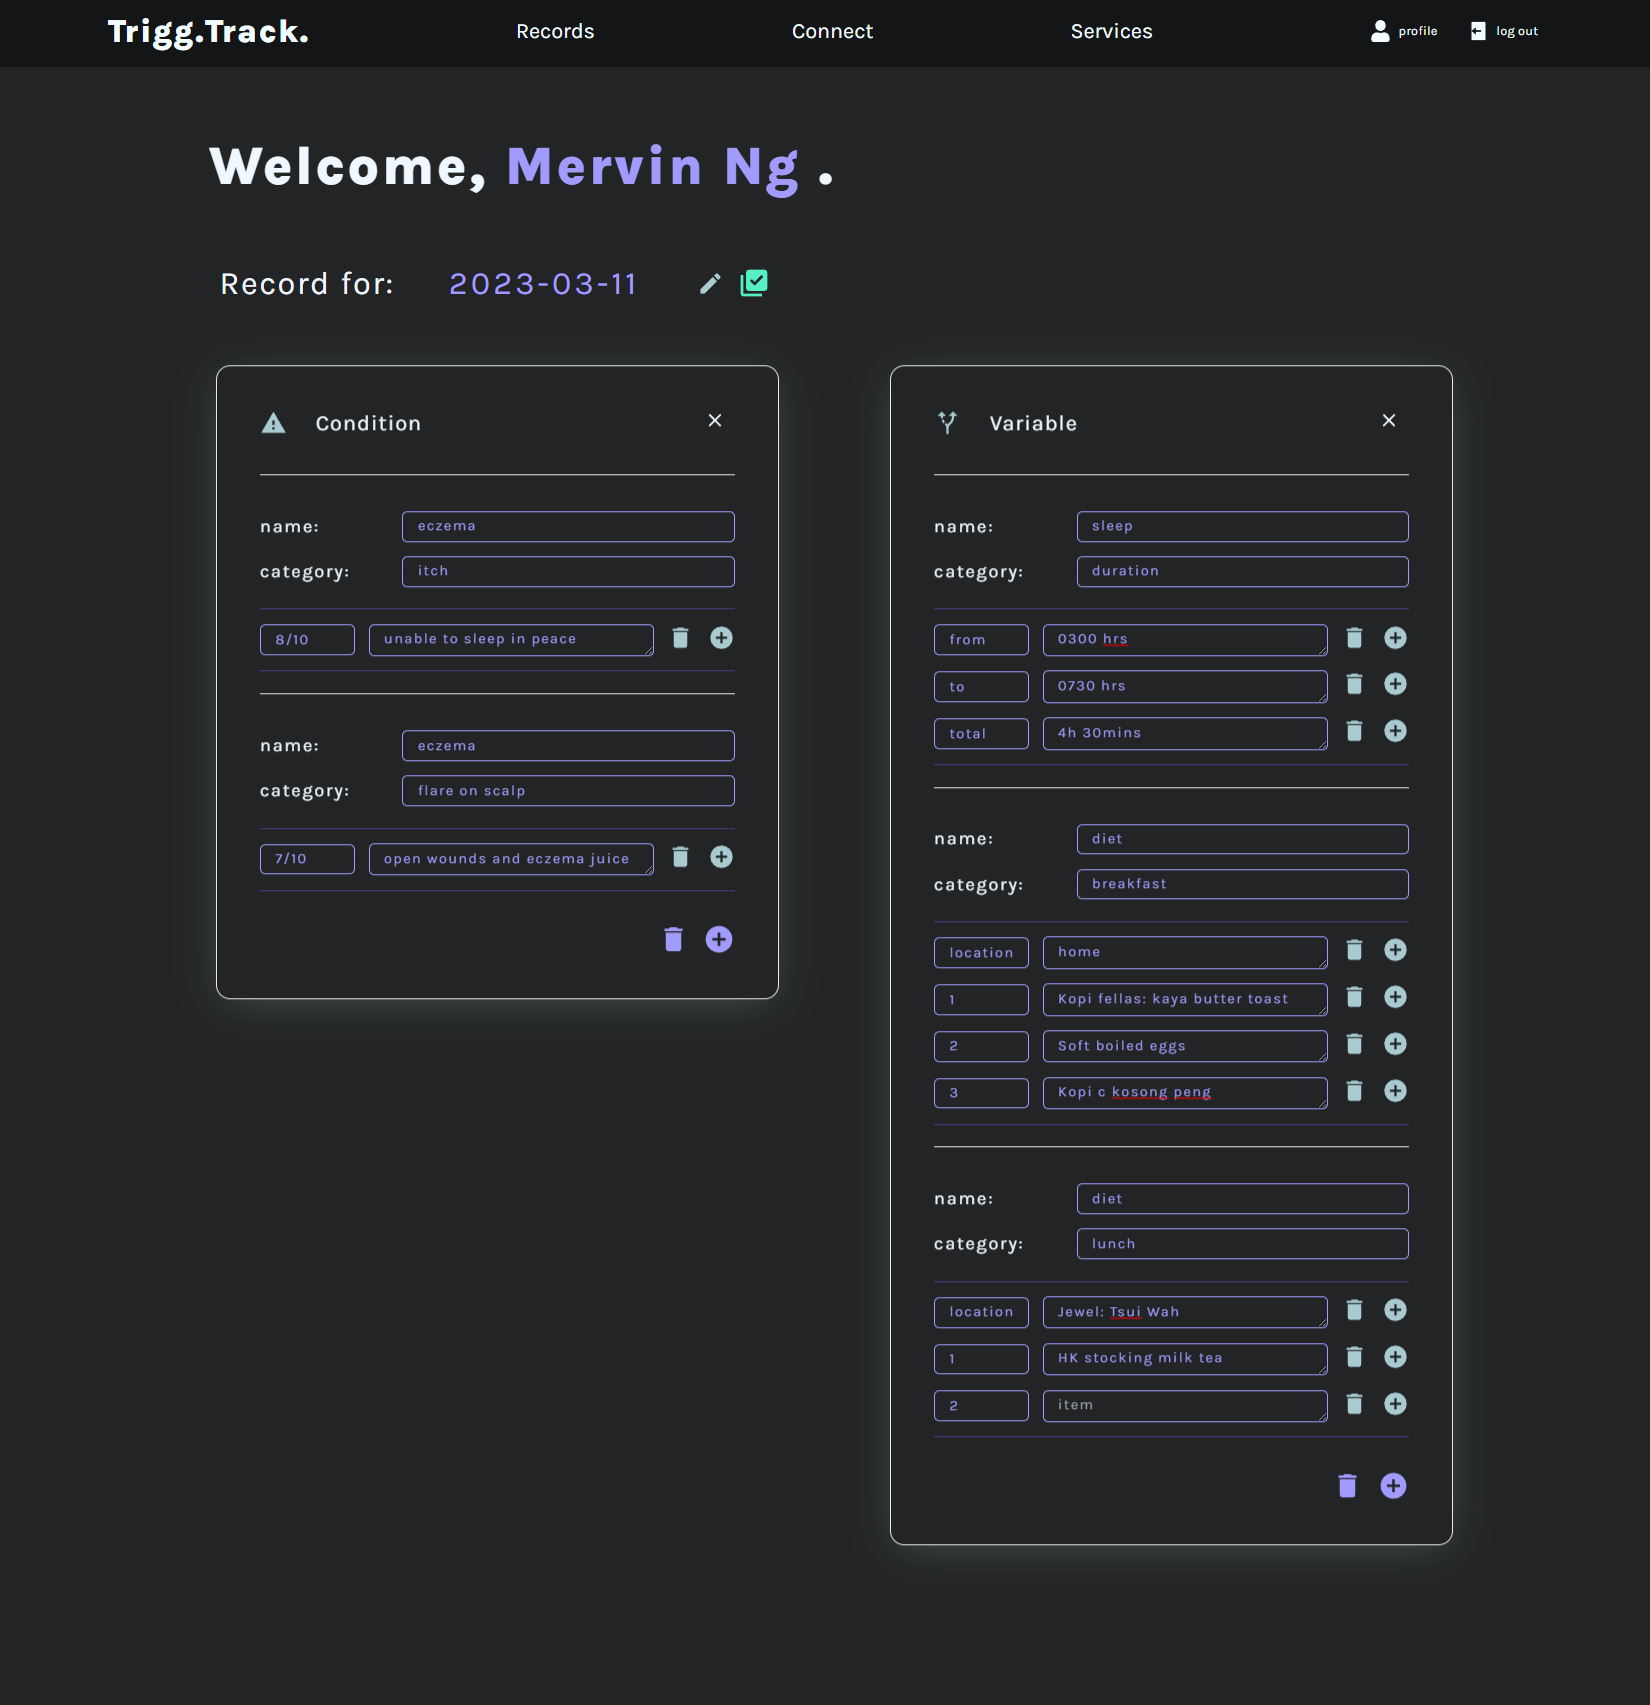 Trigg.Track.
Records
Connect
Services
profile
log out
Welcome, Mervin Ng .
Record for: 2023-03-11
Condition
name: eczema
category: itch
8/10 unable to sleep in peace
name: eczema
category: flare on scalp
7/10 open wounds and eczema juice
Variable
name: sleep
category: duration
from 0300 hrs
to 0730 hrs
total 4h 30mins
name: diet
category: breakfast
location home
1 Kopi fellas: kaya butter toast
2 Soft boiled eggs
3 Kopi c kosong peng
name: diet
category: lunch
location Jewel: Tsui Wah
1 HK stocking milk tea
2 item